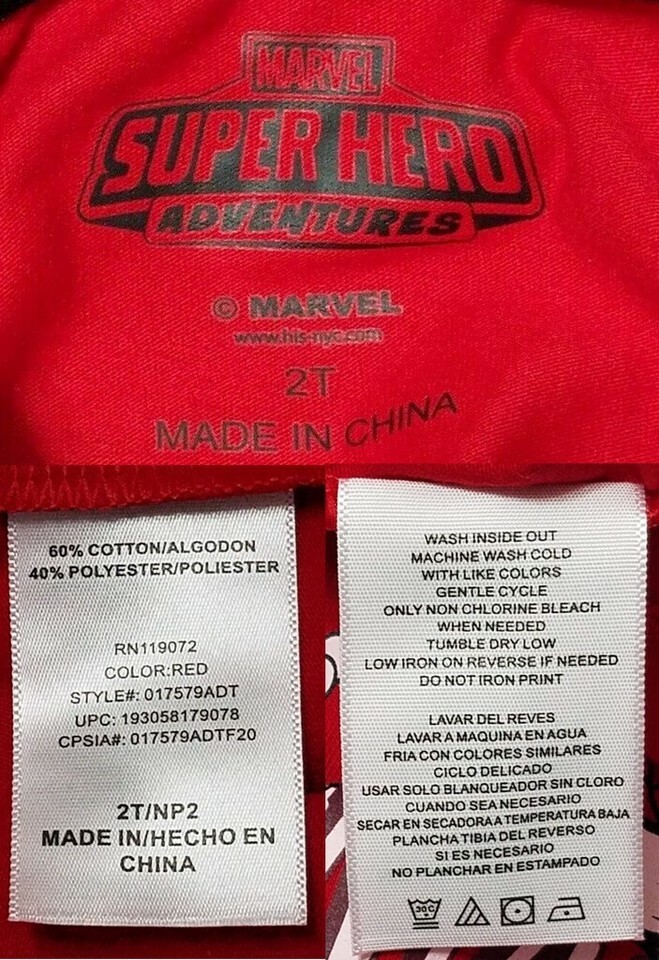 MARVEL
SUPER HERO
ADVENTURES
© MARVEL
www.his-nyc.com
2T
MADE IN CHINA
60% COTTON/ALGODON
40% POLYESTER/POLIESTER
RN119072
COLOR:RED
STYLE#: 017579ADT
UPC: 193058179078
CPSIA#: 017579ADTF20
2T/NP2
MADE IN/HECHO EN
CHINA
WASH INSIDE OUT
MACHINE WASH COLD
WITH LIKE COLORS
GENTLE CYCLE
ONLY NON CHLORINE BLEACH
WHEN NEEDED
TUMBLE DRY LOW
LOW IRON ON REVERSE IF NEEDED
DO NOT IRON PRINT
LAVAR DEL REVES
LAVAR A MAQUINA EN AGUA
FRIA CON COLORES SIMILARES
CICLO DELICADO
USAR SOLO BLANQUEADOR SIN CLORO
CUANDO SEA NECESARIO
SECAR EN SECADORA A TEMPERATURA BAJA
PLANCHA TIBIA DEL REVERSO
SI ES NECESARIO
NO PLANCHAR EN ESTAMPADO
30C